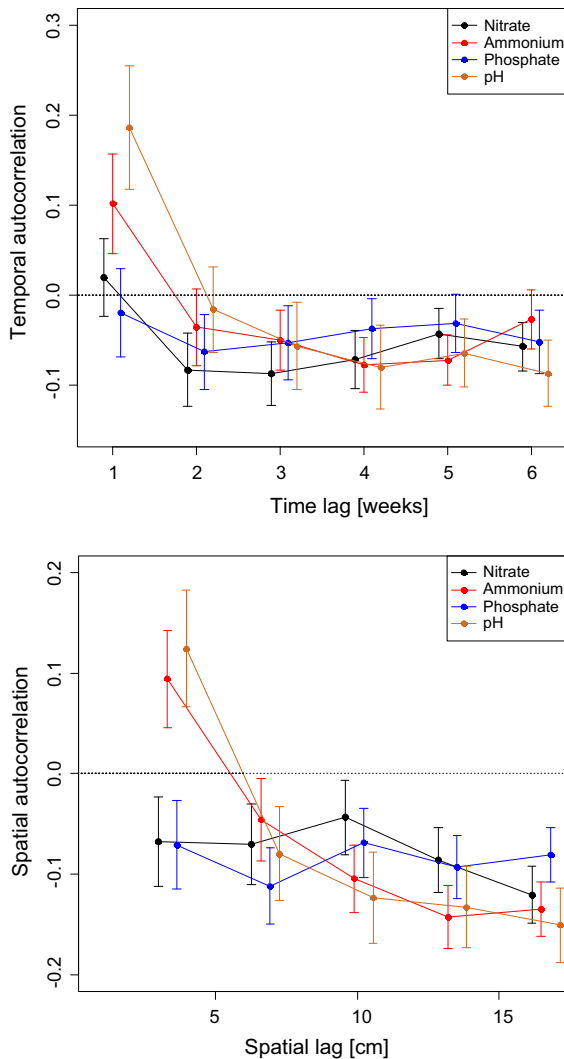 Nitrate
Ammonium
Phosphate
pH
0.3
0.2
0.1
0.0
-0.1
Temporal autocorrelation
1 2 3 4 5 6
Time lag [weeks]
Nitrate
Ammonium
Phosphate
pH
0.2
0.1
0.0
-0.1
-0.2
Spatial autocorrelation
5 10 15
Spatial lag [cm]